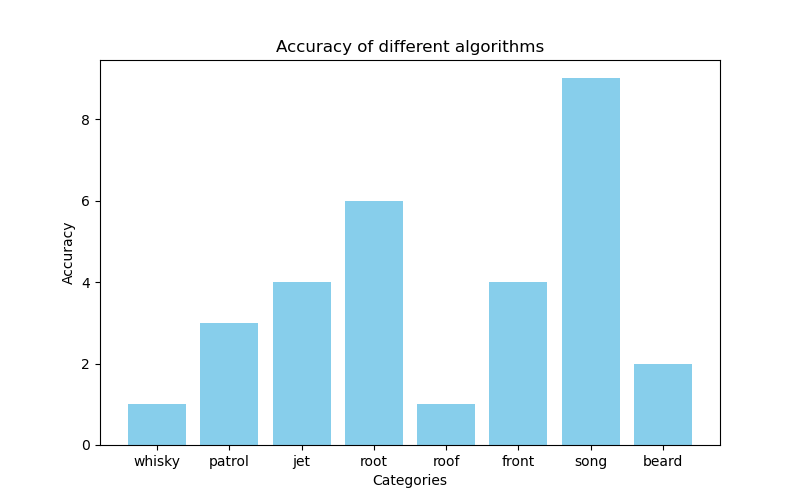 Accuracy of different algorithms
Accuracy
8
6
4
2
0
whisky patrol jet root roof front song beard
Categories